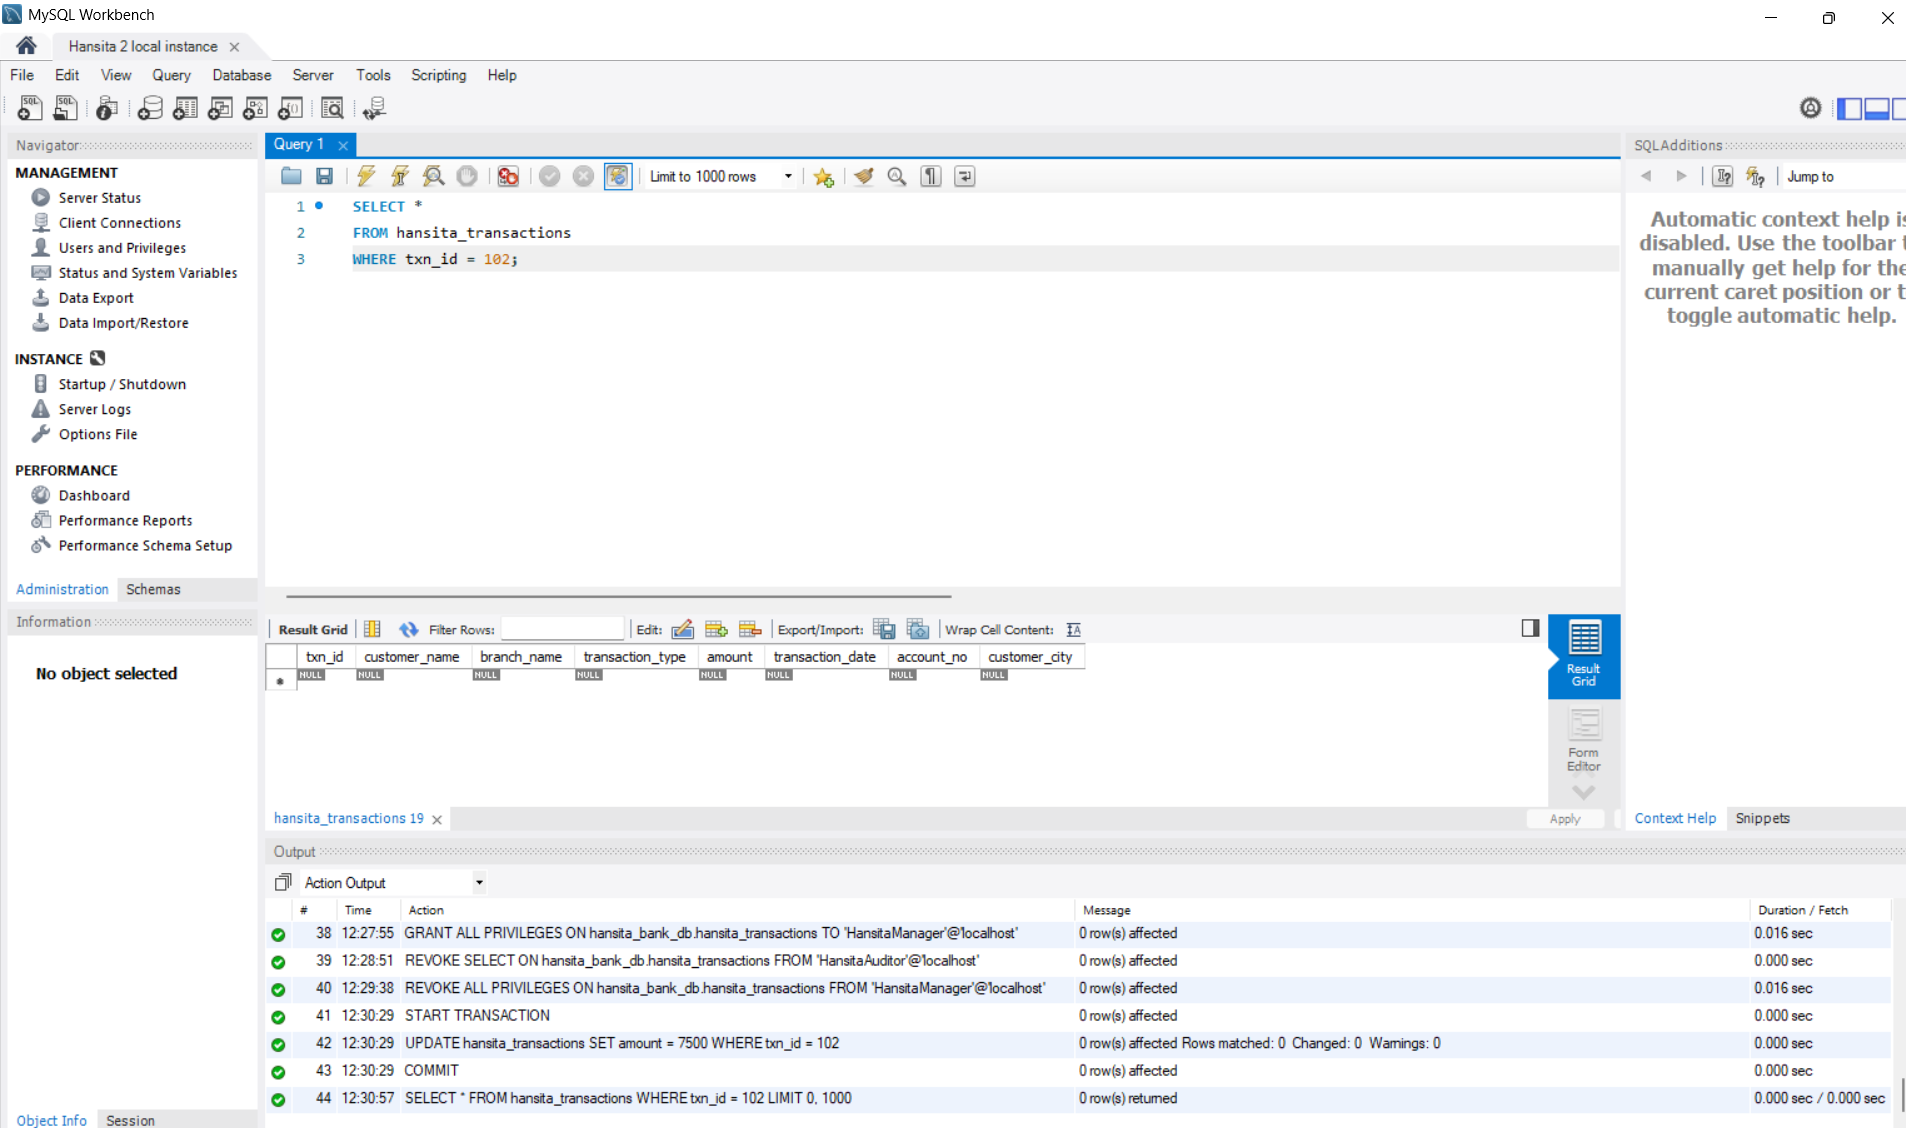 MySQL Workbench
Hansita 2 local instance
File Edit View Query Database Server Tools Scripting Help
Navigator
MANAGEMENT
Server Status
Client Connections
Users and Privileges
Status and System Variables
Data Export
Data Import/Restore
INSTANCE
Startup / Shutdown
Server Logs
Options File
PERFORMANCE
Dashboard
Performance Reports
Performance Schema Setup
Administration Schemas
Information
No object selected
Object Info Session
Query 1
Limit to 1000 rows
1 SELECT *
2 FROM hansita_transactions
3 WHERE txn_id = 102;
Result Grid Filter Rows: Edit: Export/Import: Wrap Cell Content:
txn_id customer_name branch_name transaction_type amount transaction_date account_no customer_city
NULL NULL NULL NULL NULL NULL NULL NULL
Result
Grid
Form
Editor
hansita_transactions 19
Apply
SQLAdditions
Jump to
Automatic context help is
disabled. Use the toolbar t
manually get help for the
current caret position or t
toggle automatic help.
Context Help Snippets
Output
Action Output
# Time Action Message Duration / Fetch
38 12:27:55 GRANT ALL PRIVILEGES ON hansita_bank_db.hansita_transactions TO 'HansitaManager'@'localhost' 0 row(s) affected 0.016 sec
39 12:28:51 REVOKE SELECT ON hansita_bank_db.hansita_transactions FROM 'HansitaAuditor'@'localhost' 0 row(s) affected 0.000 sec
40 12:29:38 REVOKE ALL PRIVILEGES ON hansita_bank_db.hansita_transactions FROM 'HansitaManager'@'localhost' 0 row(s) affected 0.016 sec
41 12:30:29 START TRANSACTION 0 row(s) affected 0.000 sec
42 12:30:29 UPDATE hansita_transactions SET amount = 7500 WHERE txn_id = 102 0 row(s) affected Rows matched: 0 Changed: 0 Warnings: 0 0.000 sec
43 12:30:29 COMMIT 0 row(s) affected 0.000 sec
44 12:30:57 SELECT * FROM hansita_transactions WHERE txn_id = 102 LIMIT 0, 1000 0 row(s) returned 0.000 sec / 0.000 sec